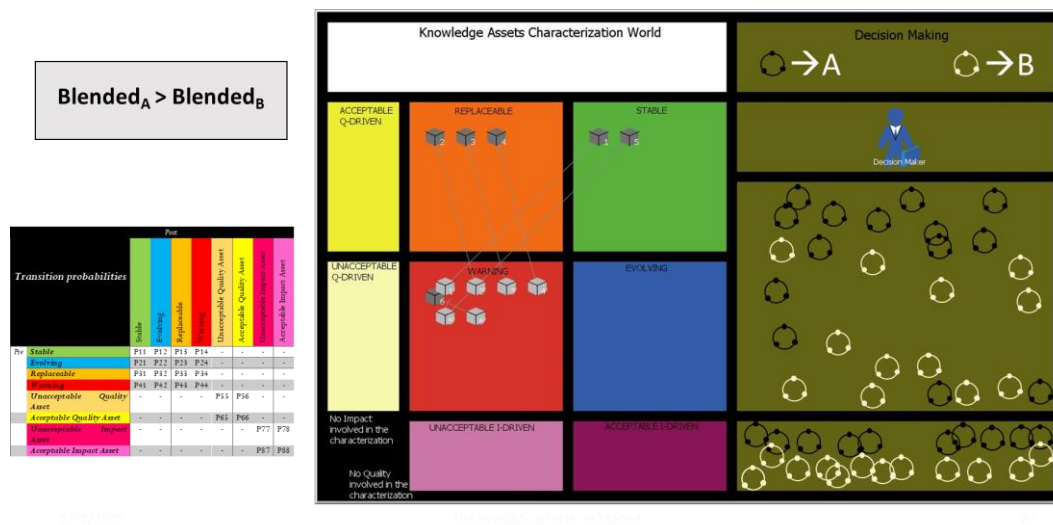 Blended_A > Blended_B
Knowledge Assets Characterization World
Decision Making
→A
→B
ACCEPTABLE
Q-DRIVEN
REPLACEABLE
STABLE
2
3
4
1
5
Decision Maker
UNACCEPTABLE
Q-DRIVEN
WARNING
EVOLVING
6
No Impact
involved in the
characterization
UNACCEPTABLE I-DRIVEN
ACCEPTABLE I-DRIVEN
No Quality
involved in the
characterization
Post
Transition probabilities
Stable
Evolving
Replaceable
Warning
Unacceptable Quality Asset
Acceptable Quality Asset
Unacceptable Impact Asset
Acceptable Impact Asset
Pre Stable P11 P12 P13 P14 - - - -
Evolving P21 P22 P23 P24 - - - -
Replaceable P31 P32 P33 P34 - - - -
Warning P41 P42 P43 P44 - - - -
Unacceptable Quality
Asset - - - - P55 P56 - -
Acceptable Quality Asset - - - - P65 P66 - -
Unacceptable Impact
Asset - - - - - - P77 P78
Acceptable Impact Asset - - - - - - P87 P88